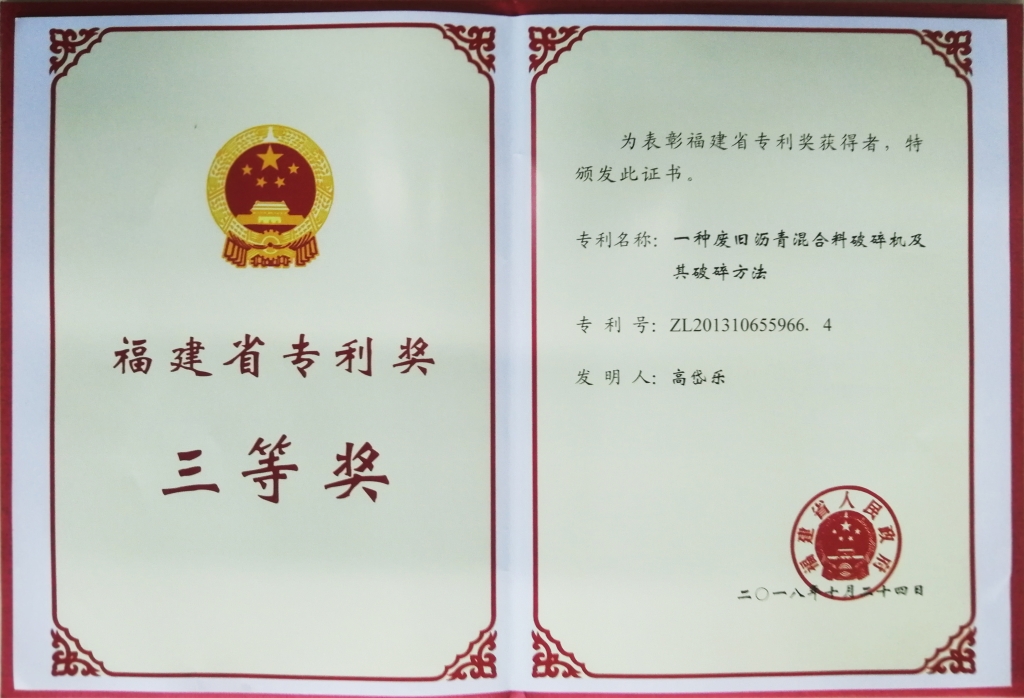 福建省专利奖
三等奖
为表彰福建省专利奖获得者，特
颁发此证书。
专利名称：一种废旧沥青混合料破碎机及
其破碎方法
专 利 号：ZL201310655966．4
发 明 人：高岱乐
福建省人民政府
二〇一八年十月二十四日